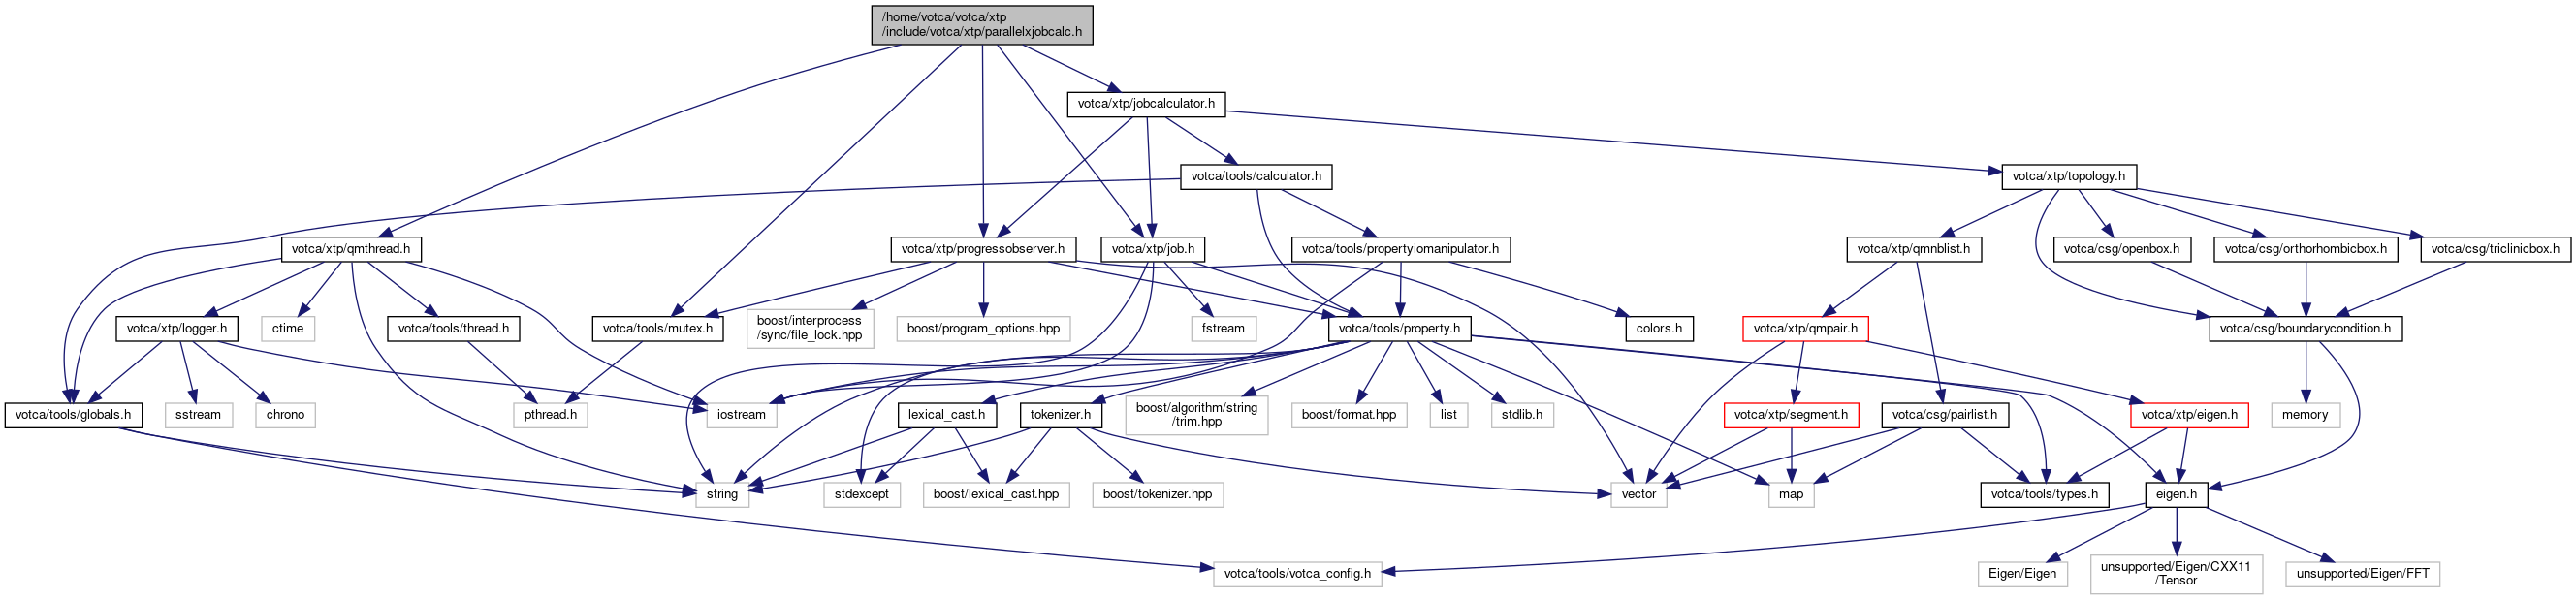 /home/votca/votca/xtp
/include/votca/xtp/parallelxjobcalc.h
votca/xtp/jobcalculator.h
votca/tools/calculator.h
votca/xtp/topology.h
votca/xtp/qmthread.h
votca/xtp/progressobserver.h
votca/xtp/job.h
votca/tools/propertyiomanipulator.h
votca/xtp/qmnblist.h
votca/csg/openbox.h
votca/csg/orthorhombicbox.h
votca/csg/triclinicbox.h
votca/xtp/logger.h
ctime
votca/tools/thread.h
votca/tools/mutex.h
boost/interprocess
/sync/file_lock.hpp
boost/program_options.hpp
fstream
votca/tools/property.h
colors.h
votca/xtp/qmpair.h
votca/csg/boundarycondition.h
votca/tools/globals.h
sstream
chrono
pthread.h
iostream
lexical_cast.h
tokenizer.h
boost/algorithm/string
/trim.hpp
boost/format.hpp
list
stdlib.h
votca/xtp/segment.h
votca/csg/pairlist.h
votca/xtp/eigen.h
memory
string
stdexcept
boost/lexical_cast.hpp
boost/tokenizer.hpp
vector
map
votca/tools/types.h
eigen.h
votca/tools/votca_config.h
Eigen/Eigen
unsupported/Eigen/CXX11
/Tensor
unsupported/Eigen/FFT